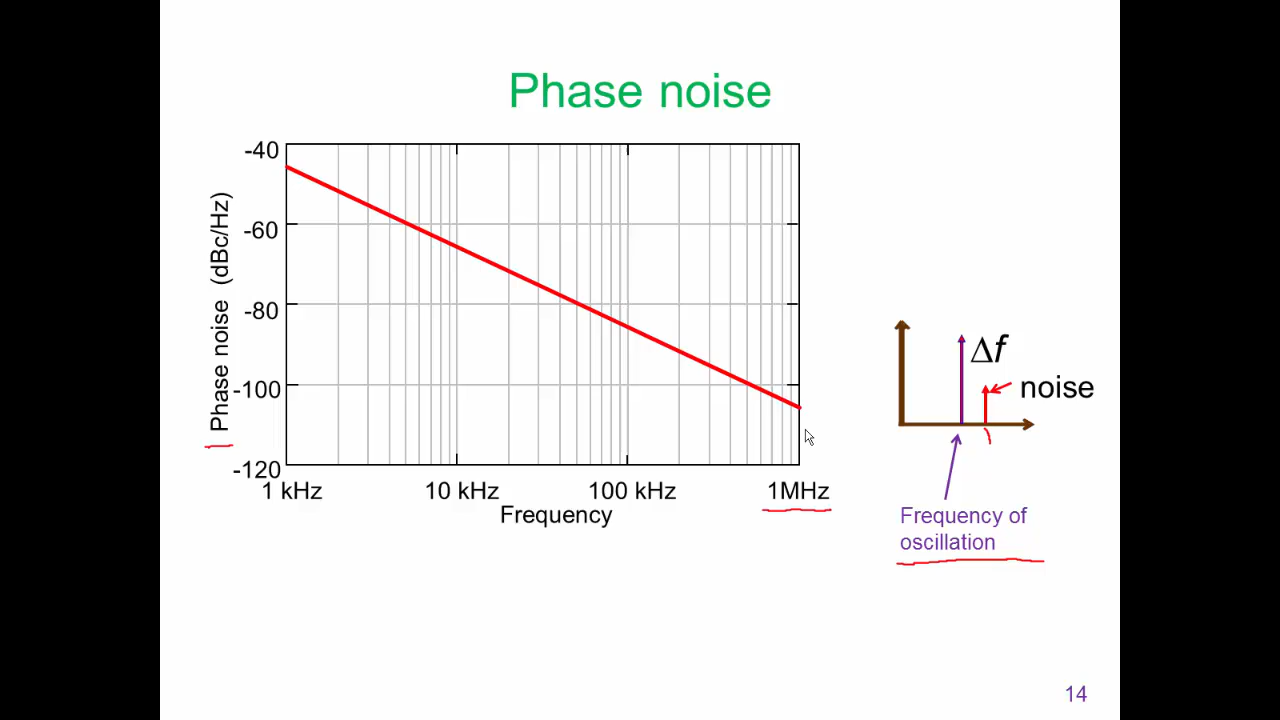 Phase noise
-40
-60
-80
-100
-120
Phase noise (dBc/Hz)
1 kHz
10 kHz
100 kHz
1MHz
Frequency
Δf
noise
Frequency of
oscillation
14